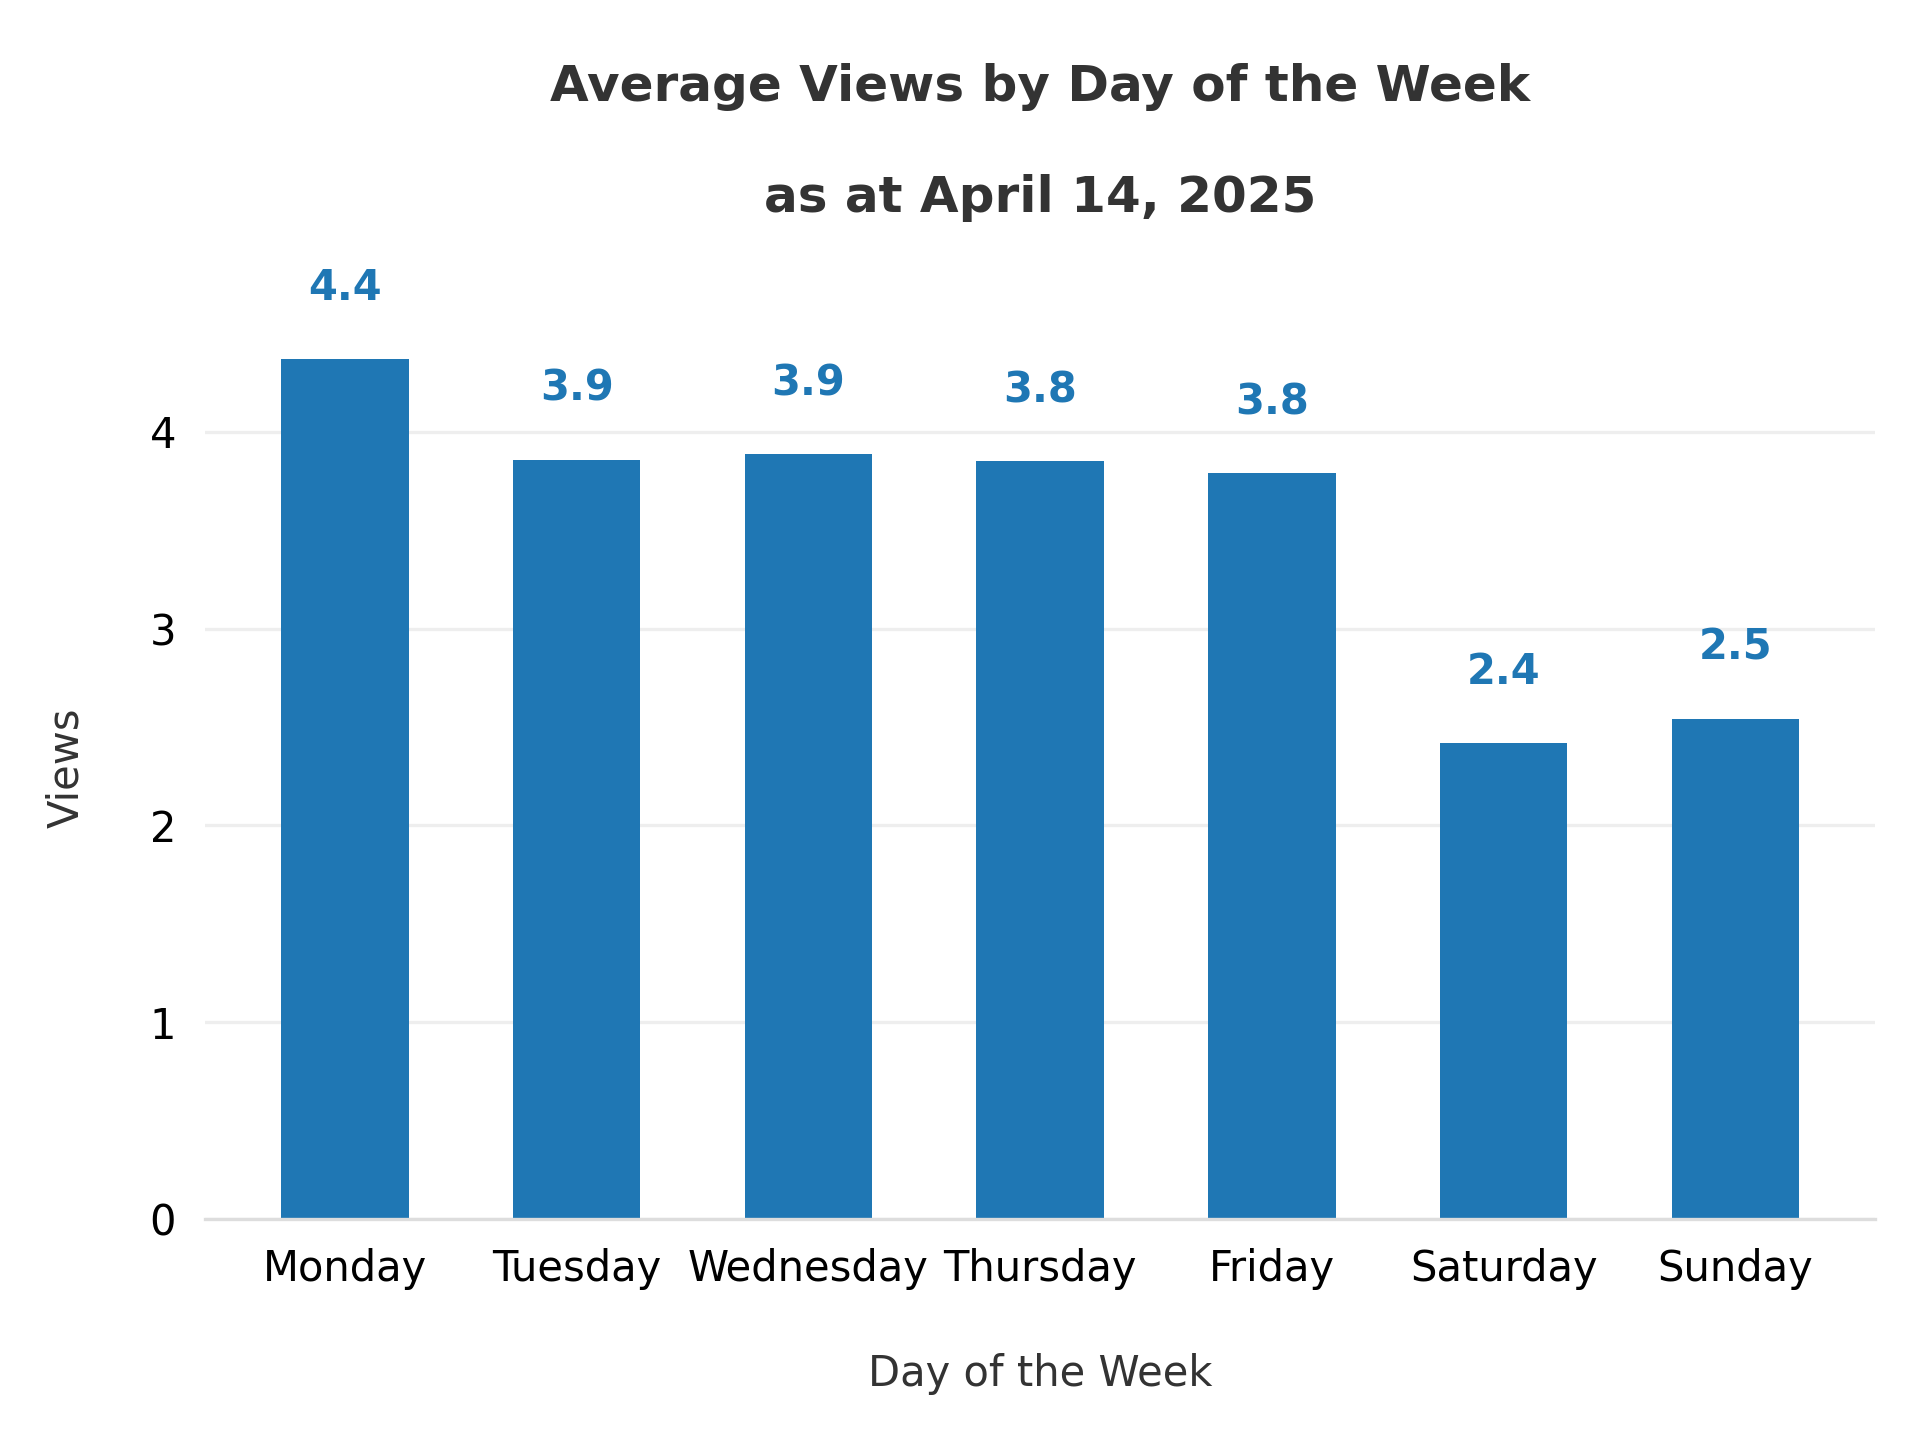 Average Views by Day of the Week
as at April 14, 2025
4.4
3.9
3.9
3.8
3.8
2.4
2.5
4
3
2
1
0
Views
Monday Tuesday Wednesday Thursday Friday Saturday Sunday
Day of the Week